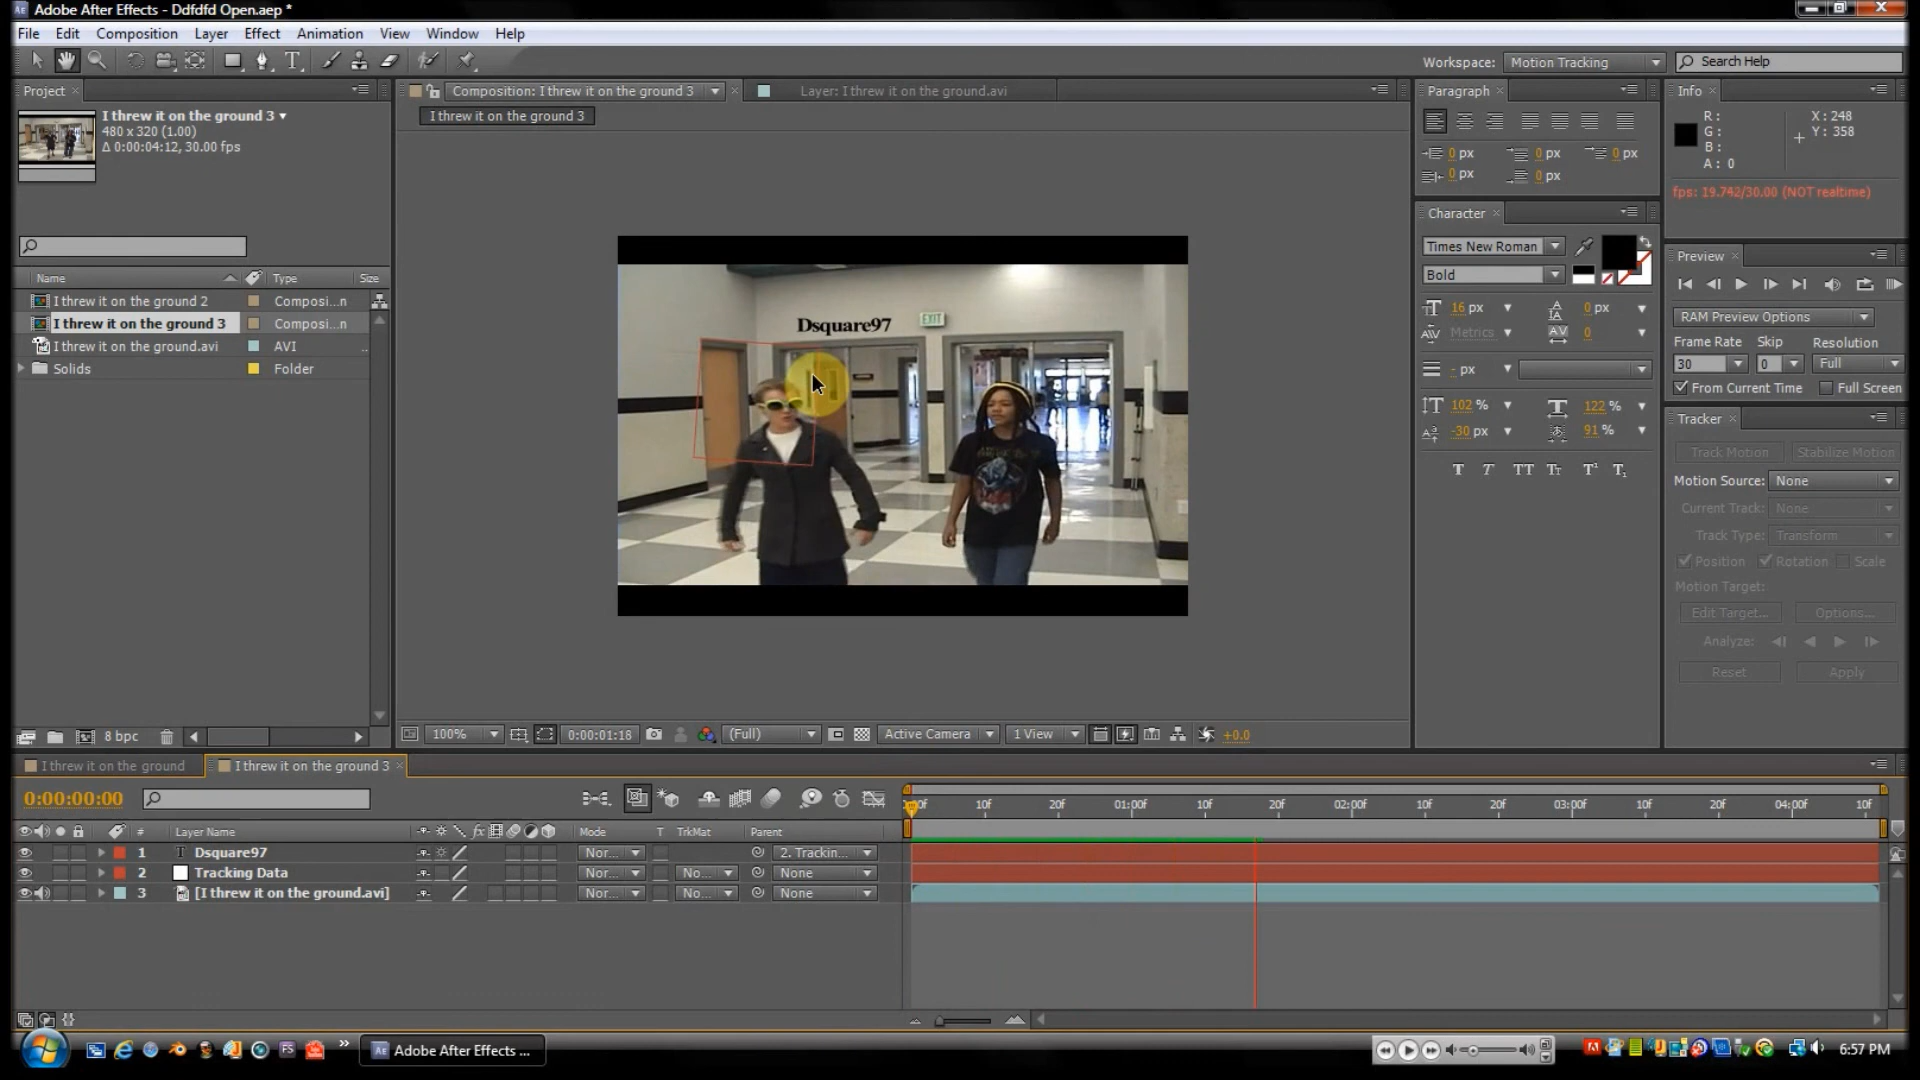 Adobe After Effects - Ddfdfd Open.aep *
File Edit Composition Layer Effect Animation View Window Help
Workspace: Motion Tracking Search Help
Project
I threw it on the ground 3
480 x 320 (1.00)
Δ 0:00:04:12, 30.00 fps
Name Type Size
I threw it on the ground 2 Composi...n
I threw it on the ground 3 Composi...n
I threw it on the ground.avi AVI ..
Solids Folder
8 bpc
Composition: I threw it on the ground 3
Layer: I threw it on the ground.avi
I threw it on the ground 3
Dsquare97
EXIT
100% 0:00:01:18 (Full) Active Camera 1 View +0.0
Paragraph
0 px 0 px 0 px
0 px 0 px
Character
Times New Roman
Bold
16 px 0 px
Metrics 0
- px
102 % 122 %
-30 px 91 %
T T TT Tt T¹ T₁
Info
R :
G :
B :
A : 0
X : 248
Y : 358
fps: 19.742/30.00 (NOT realtime)
Preview
RAM Preview Options
Frame Rate Skip Resolution
30 0 Full
From Current Time Full Screen
Tracker
Track Motion Stabilize Motion
Motion Source: None
Current Track: None
Track Type: Transform
Position Rotation Scale
Motion Target:
Edit Target... Options...
Analyze:
Reset Apply
I threw it on the ground
I threw it on the ground 3
0:00:00:00
10f 20f 01:00f 10f 20f 02:00f 10f 20f 03:00f 10f 20f 04:00f 10f
# Layer Name Mode T TrkMat Parent
1 T Dsquare97 Nor... 2. Trackin...
2 Tracking Data Nor... No... None
3 [I threw it on the ground.avi] Nor... No... None
Adobe After Effects ...
6:57 PM